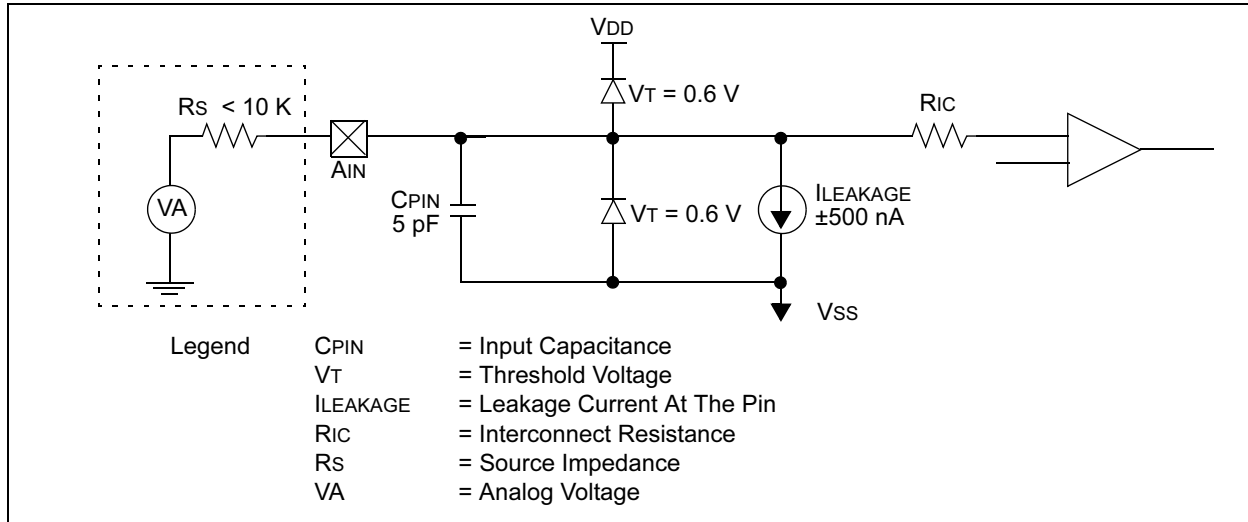 VDD
RS < 10 K
VT = 0.6 V
RIC
AIN
VA
CPIN
5 pF
VT = 0.6 V
ILEAKAGE
±500 nA
VSS
Legend CPIN = Input Capacitance
VT = Threshold Voltage
ILEAKAGE = Leakage Current At The Pin
RIC = Interconnect Resistance
RS = Source Impedance
VA = Analog Voltage